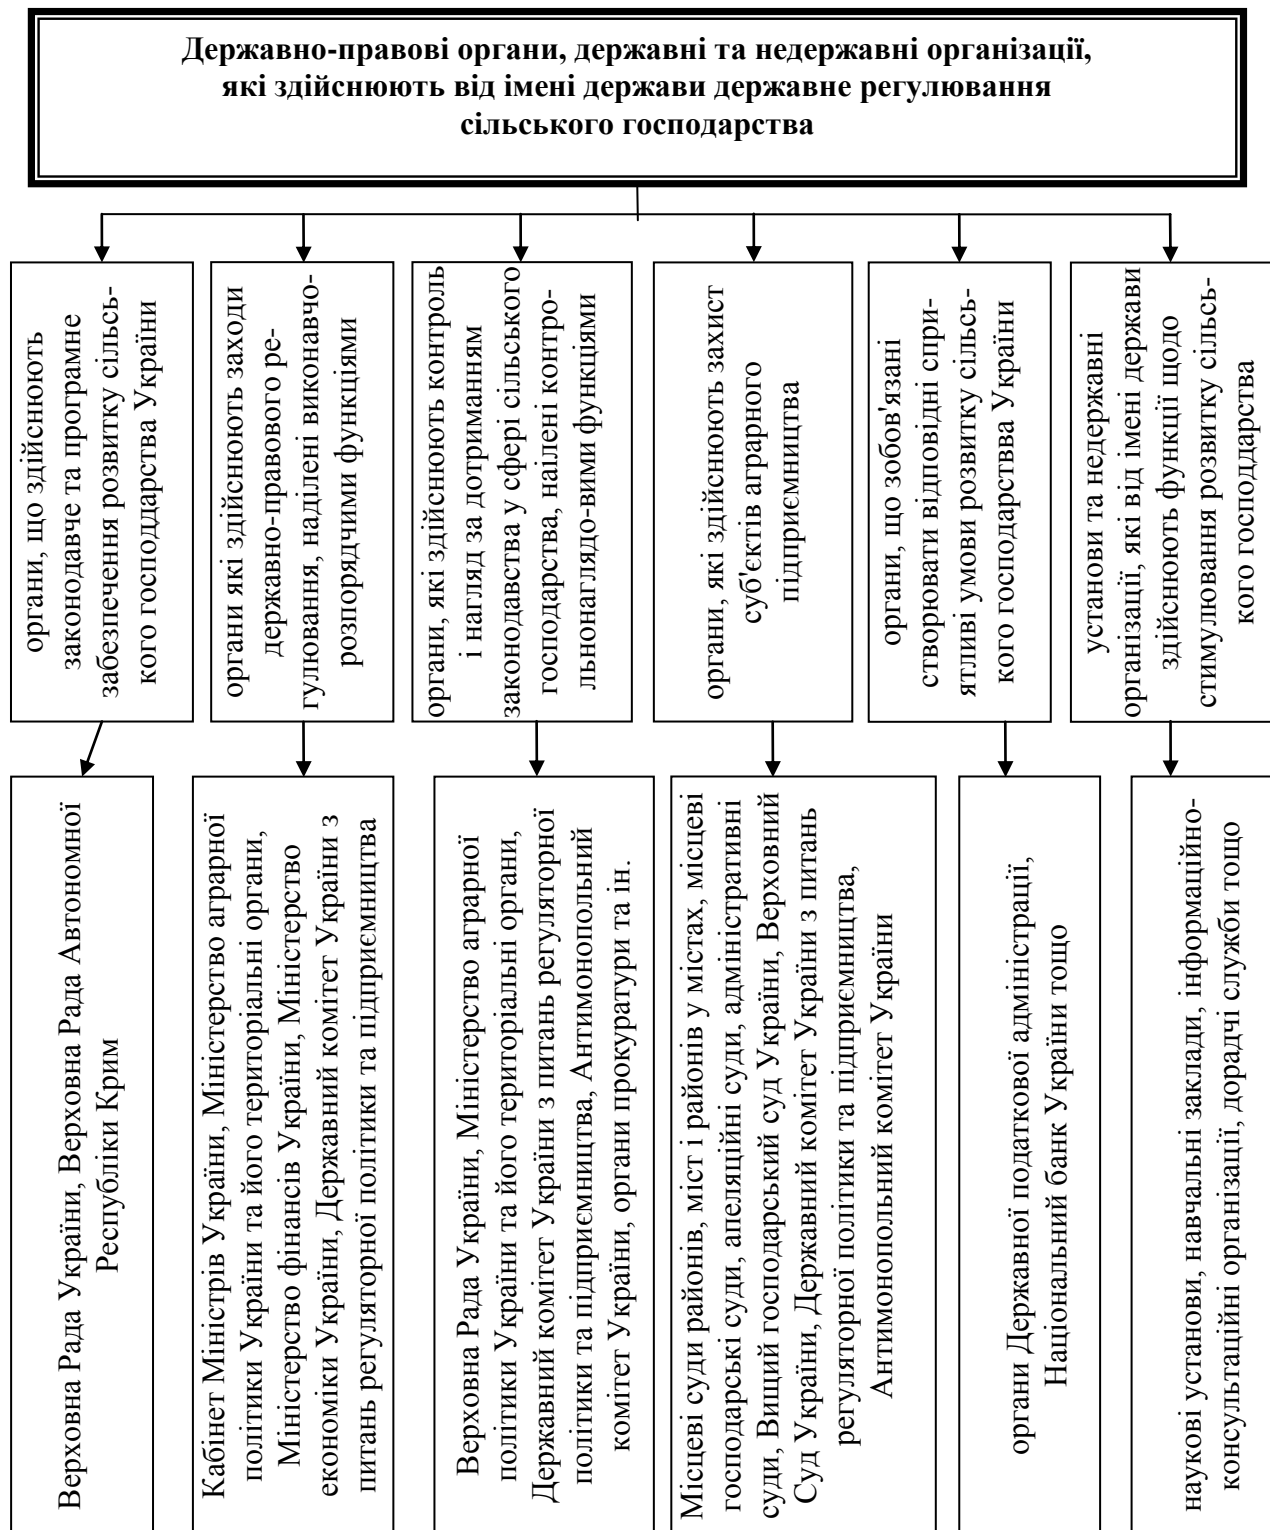 Державно-правові органи, державні та недержавні організації,
які здійснюють від імені держави державне регулювання
сільського господарства
органи, що здійснюють
законодавче та програмне
забезпечення розвитку сільсь-
кого господдарства України
органи які здійснюють заходи
державно-правового ре-
гулювання, наділені виконавчо-
розпорядчими функціями
органи, які здійснюють контроль
і нагляд за дотриманням
законодавства у сфері сільського
господарства, наілені контро-
льнонаглядо-вими функціями
органи, які здійснюють захист
суб'єктів аграрного
підприємництва
органи, що зобов'язані
створювати відповідні спри-
ятливі умови розвитку сільсь-
кого господарства України
установи та недержавні
організації, які від імені держави
здійснюють функції щодо
стимулювання розвитку сільсь-
кого господдарства
Верховна Рада України, Верховна Рада Автономної
Республіки Крим
Кабінет Міністрів України, Міністерство аграрної
політики України та його територіальні органи,
Міністерство фінансів України, Міністерство
економіки України, Державний комітет України з
питань регуляторної політики та підприємництва
Верховна Рада України, Міністерство аграрної
політики України та його територіальні органи,
Державний комітет України з питань регуляторної
політики та підприємництва, Антимонопольний
комітет України, органи прокуратури та ін.
Місцеві суди районів, міст і районів у містах, місцеві
господарські суди, апеляційні суди, адміністративні
суди, Вищий господарський суд України, Верховний
Суд України, Державний комітет України з питань
регуляторної політики та підприємництва,
Антимонопольний комітет України
органи Державної податкової адміністрації,
Національний банк України тощо
наукові установи, навчальні заклади, інформаційно-
консультаційні організації, дорадчі служби тощо